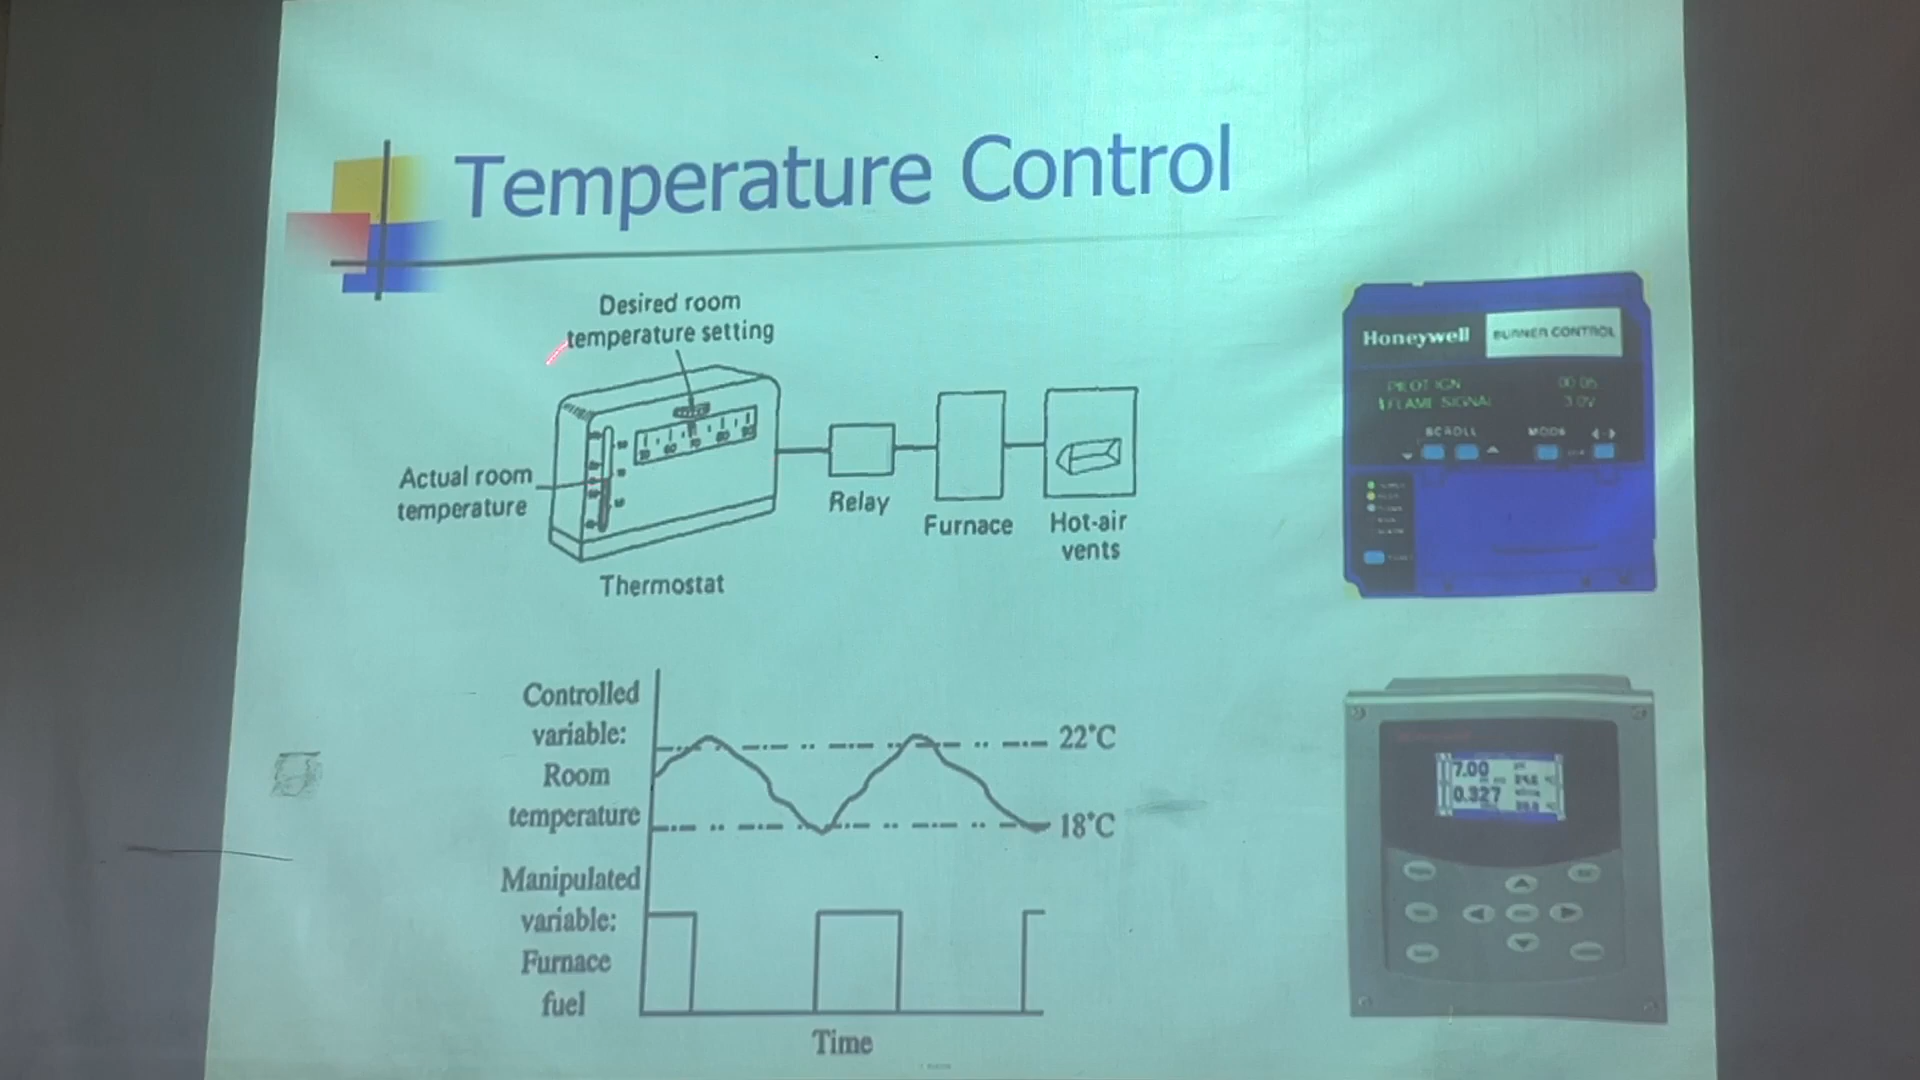 Temperature Control
Desired room
temperature setting
Actual room
temperature
Thermostat
Relay
Furnace
Hot-air
vents
Honeywell
BURNER CONTROL
PILOT IGN 00:06
FLAME SIGNAL 3.0V
SCROLL
MODE
7.00
0.327
Controlled
variable:
Room
temperature
22°C
18°C
Manipulated
variable:
Furnace
fuel
Time